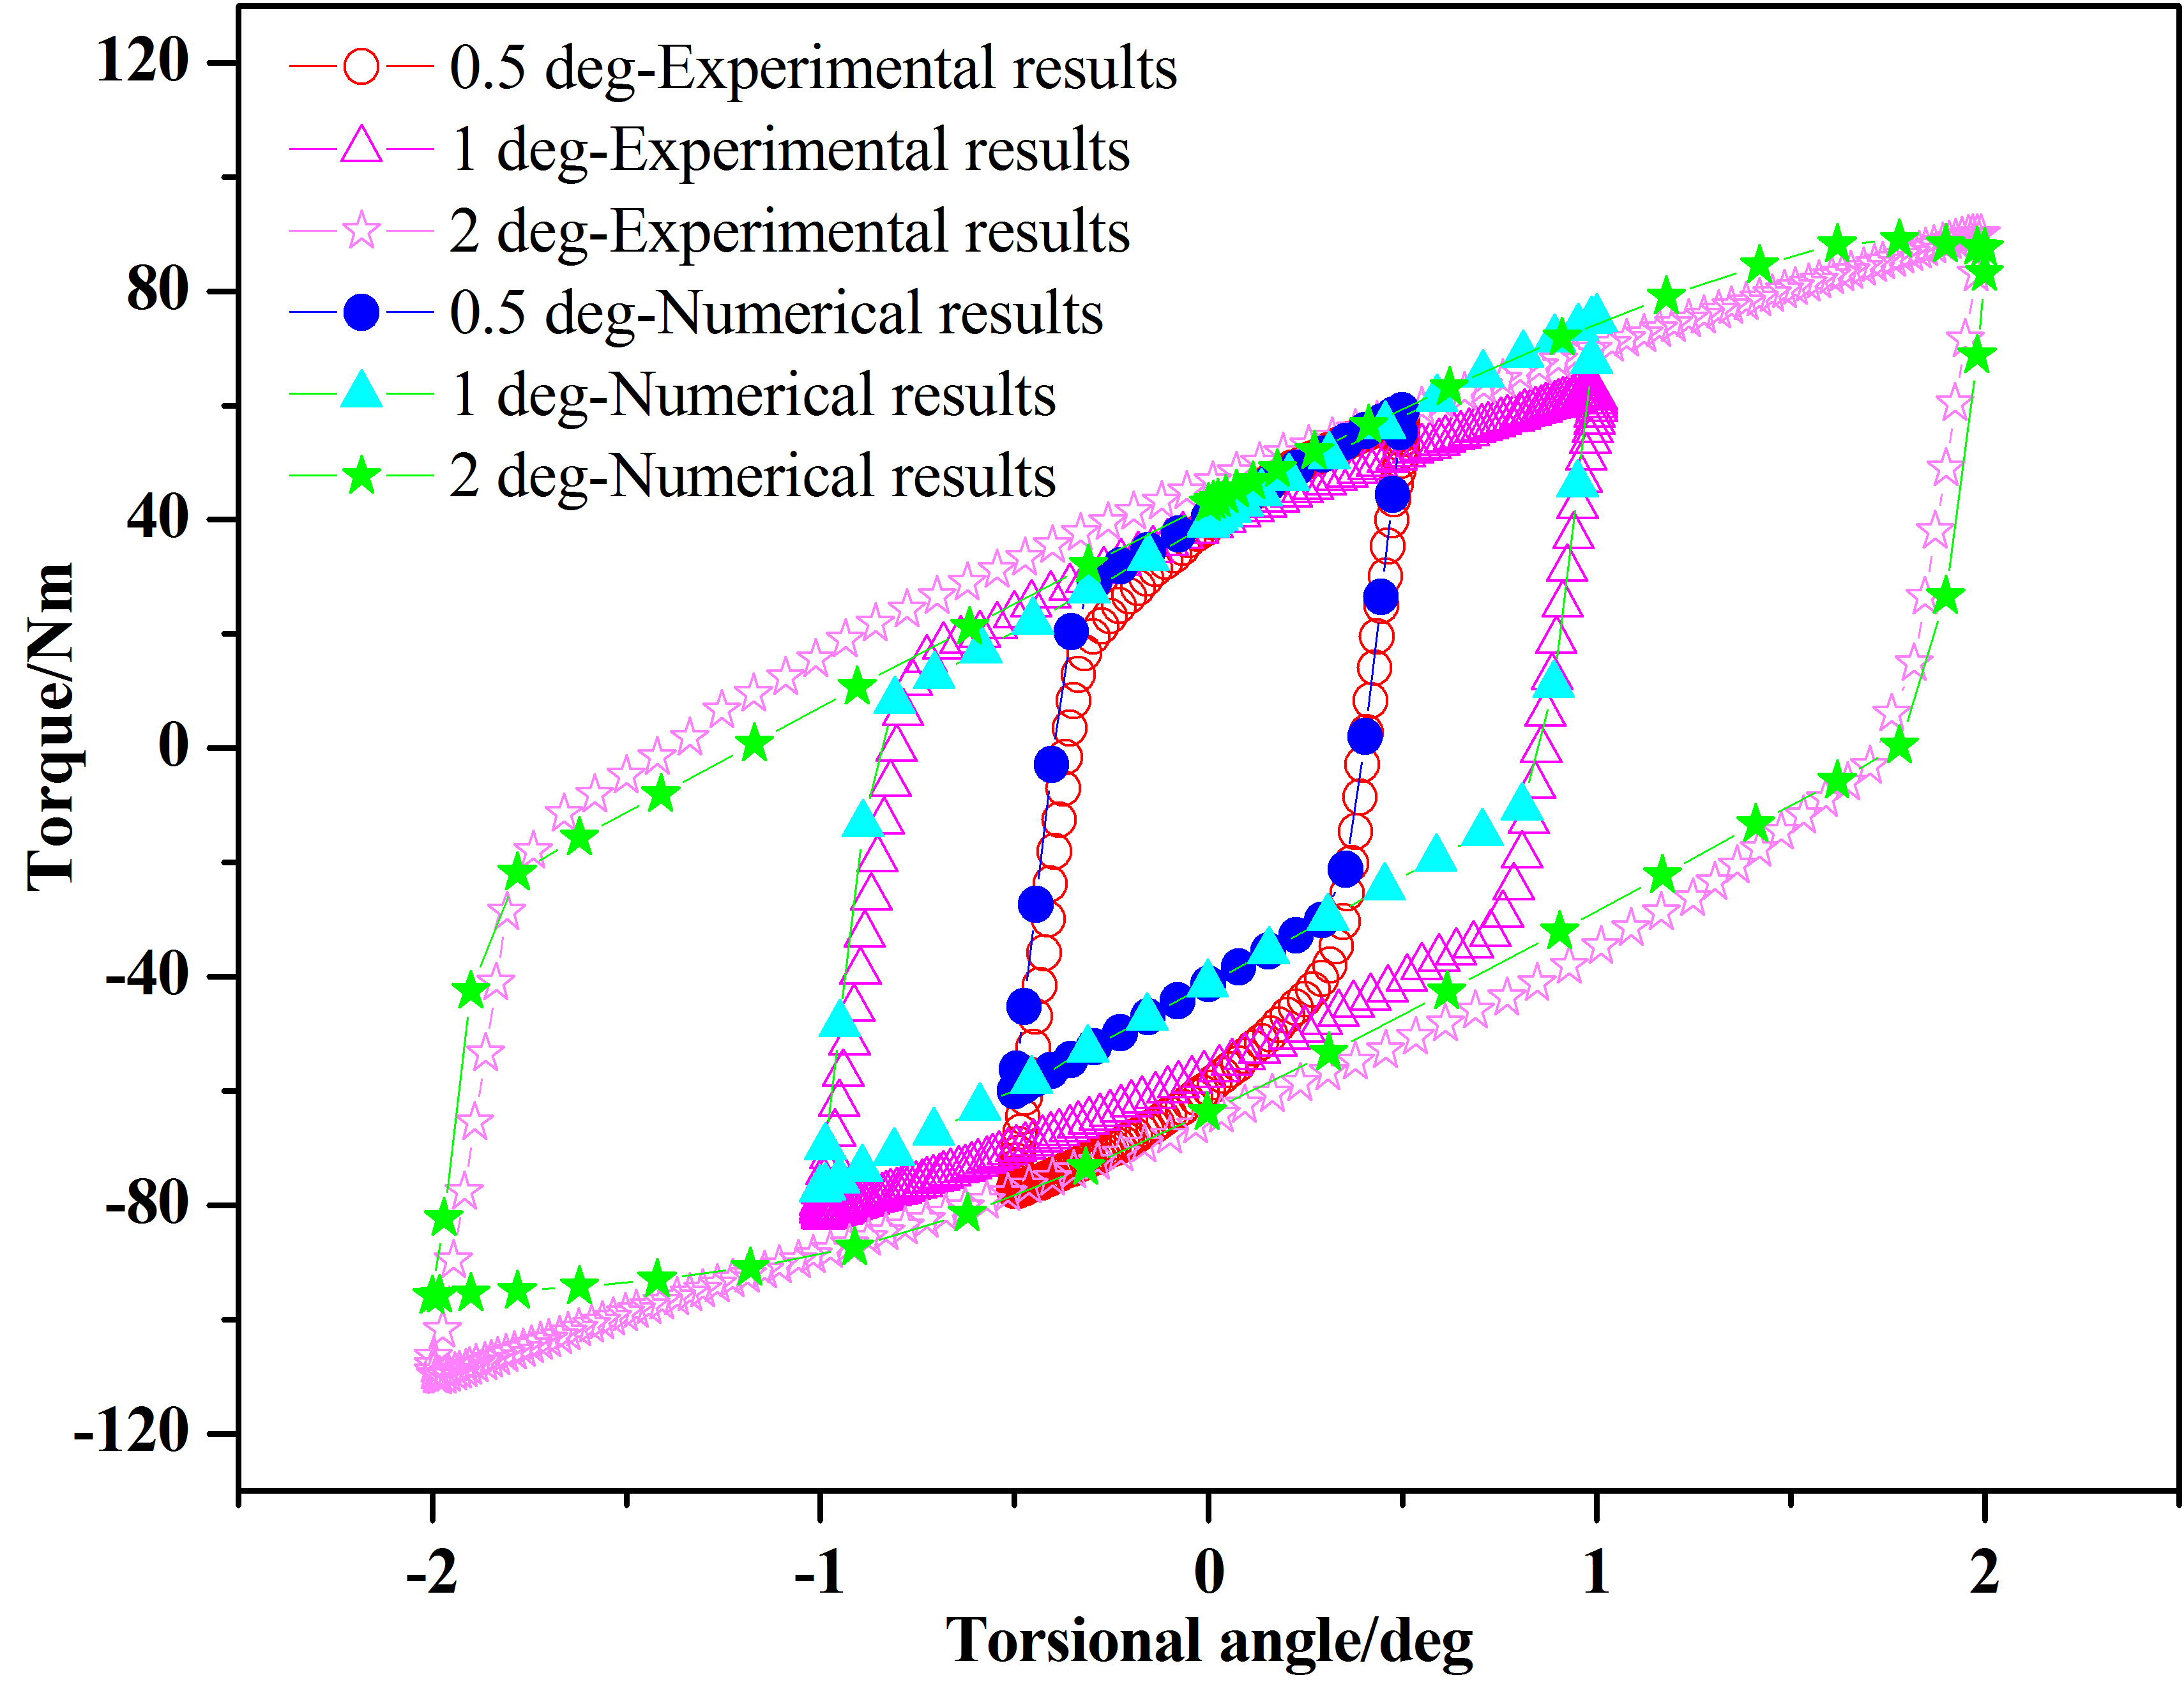 120
80
40
0
-40
-80
-120
Torque/Nm
0.5 deg-Experimental results
1 deg-Experimental results
2 deg-Experimental results
0.5 deg-Numerical results
1 deg-Numerical results
2 deg-Numerical results
-2 -1 0 1 2
Torsional angle/deg